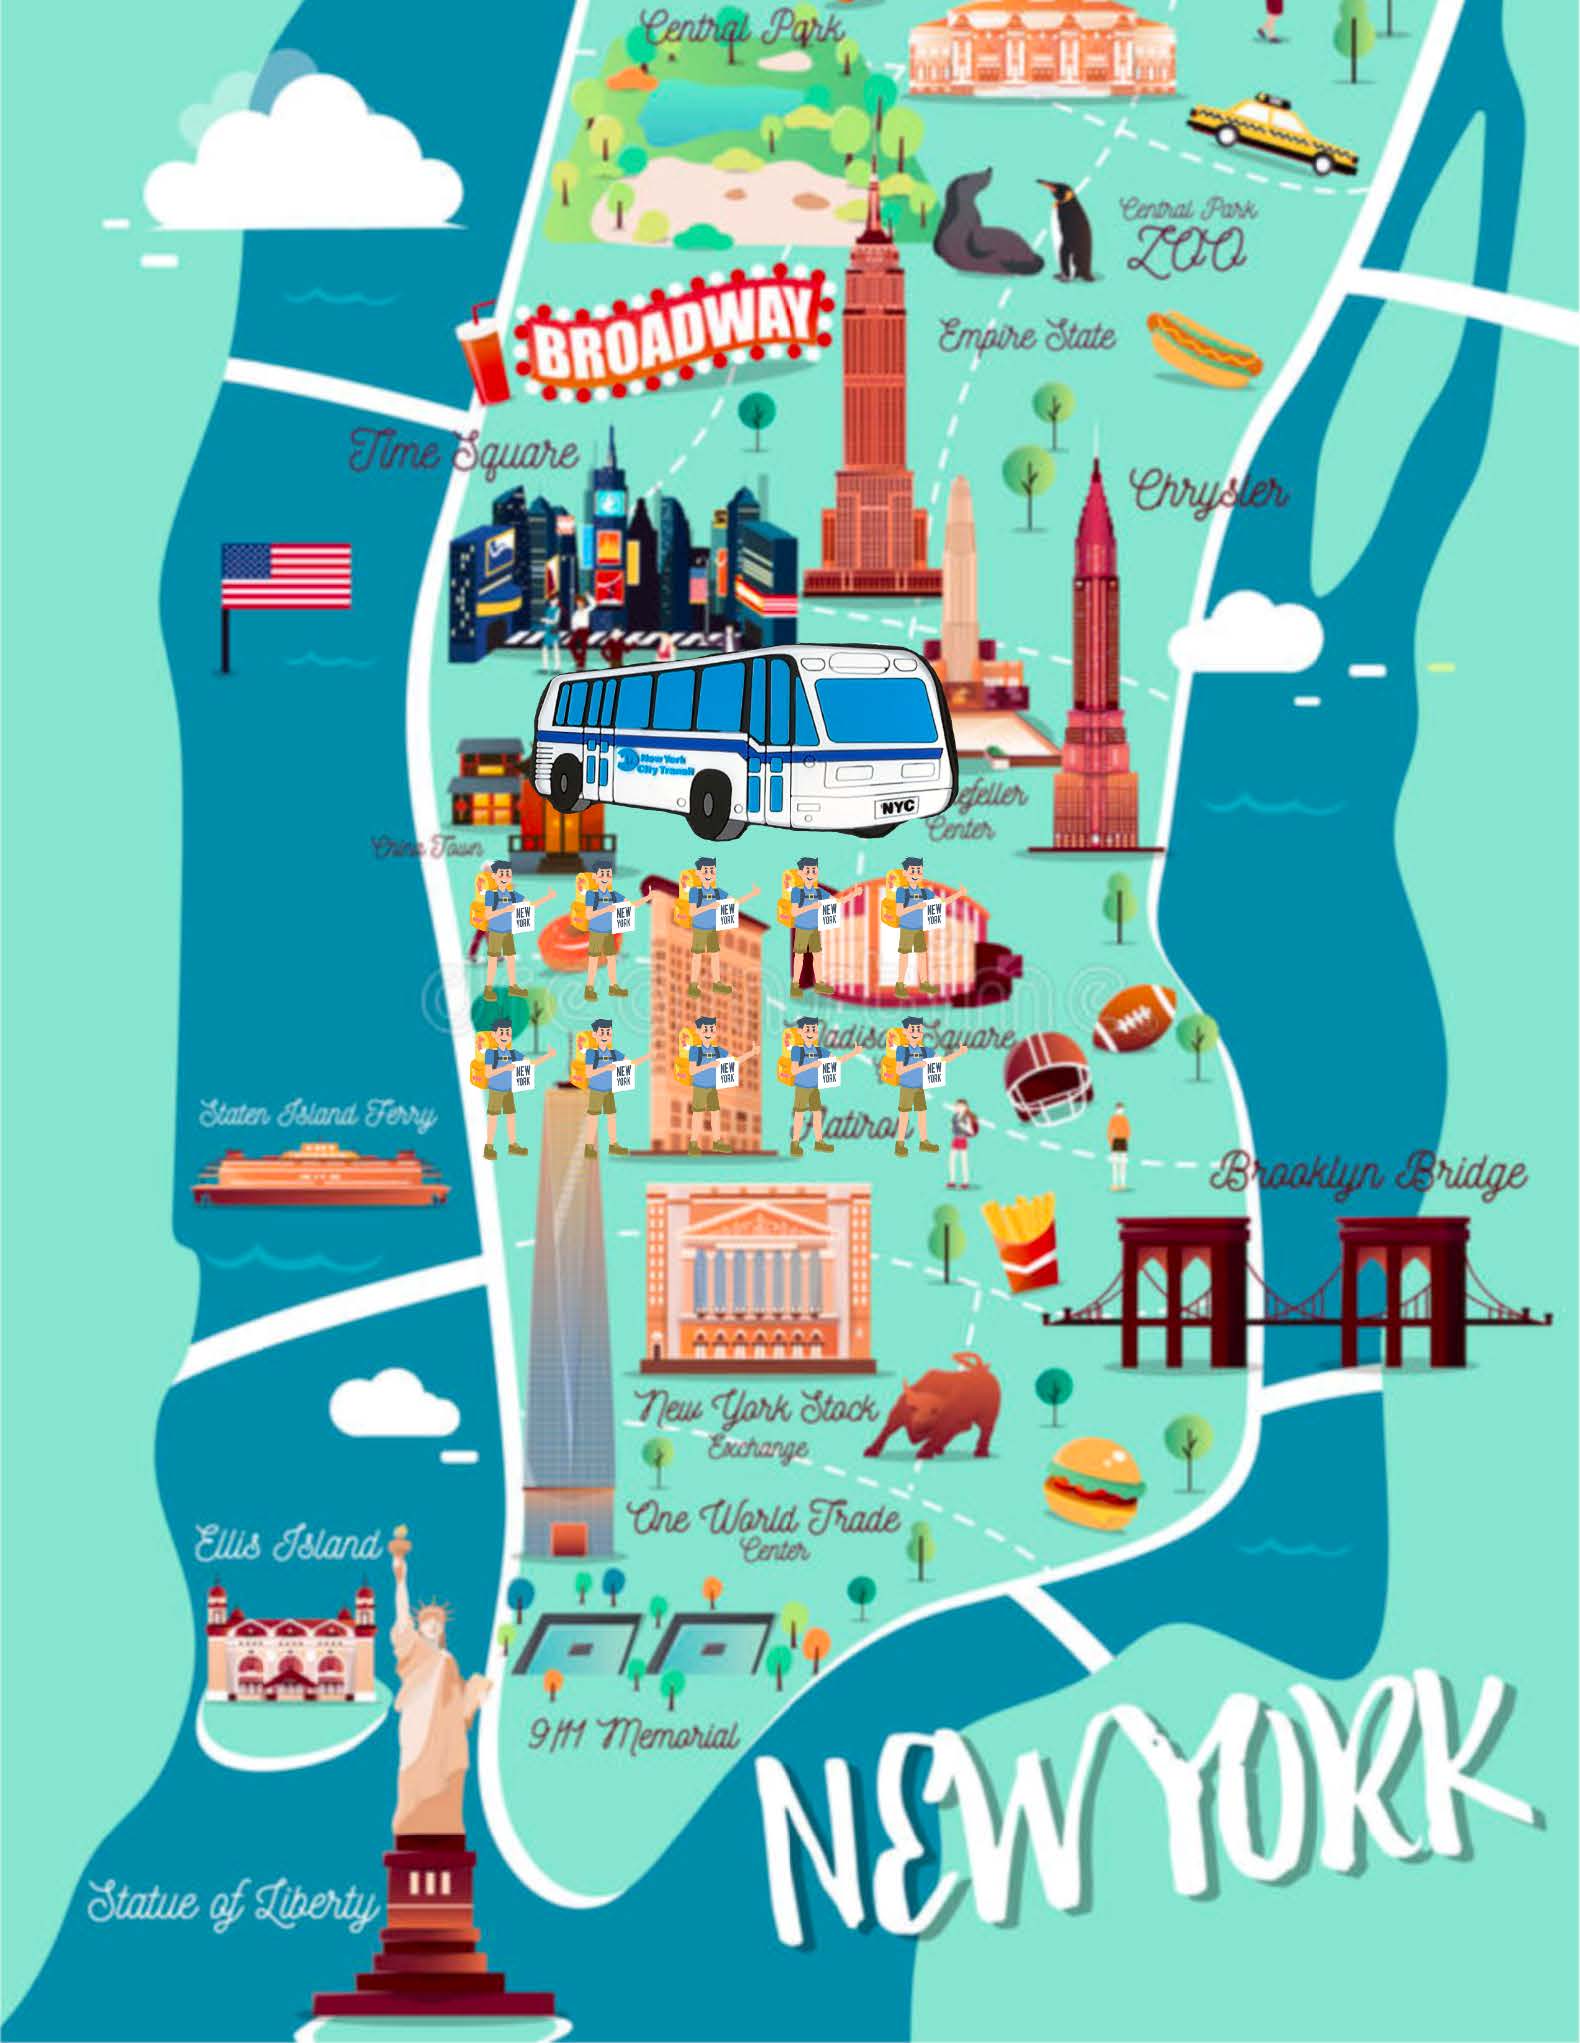 Central Park
Central Park
ZOO
BROADWAY
Empire State
TIme Square
Chrysler
New York
City Transit
NYC
Center
China Town
NEW
YORK
NEW
YORK
NEW
YORK
NEW
YORK
NEW
YORK
dreamstime
Square
NEW
YORK
NEW
YORK
NEW
YORK
NEW
YORK
NEW
YORK
Flatiron
Staten Island Ferry
Brooklyn Bridge
New York Stock
Exchange
One World Trade
Center
Ellis Island
9/11 Memorial
NEW YORK
Statue of Liberty